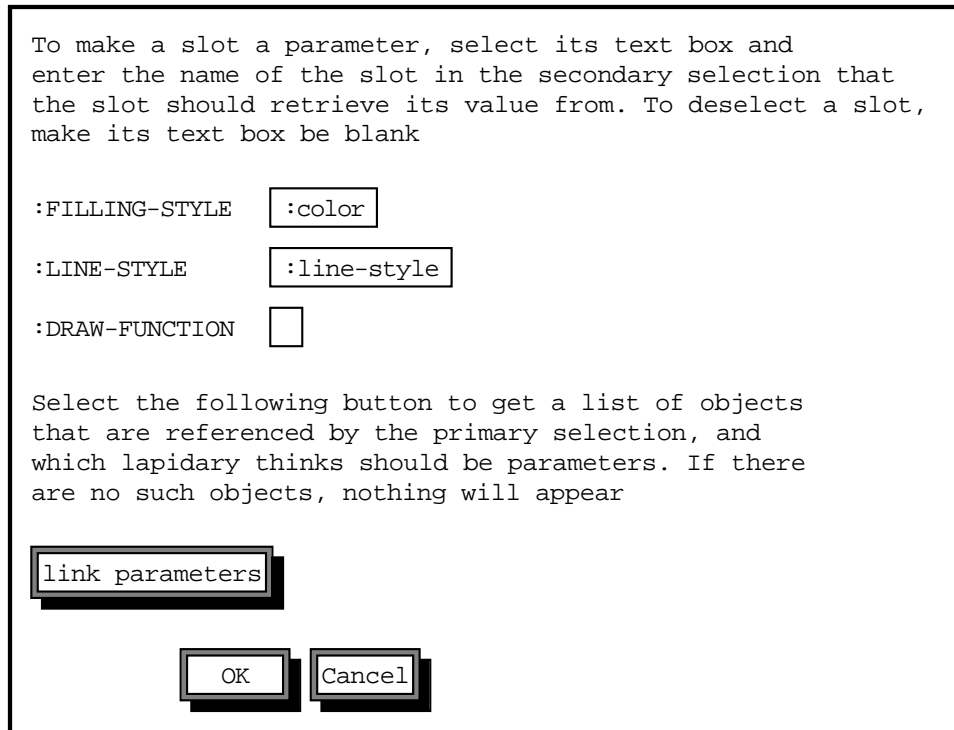 To make a slot a parameter, select its text box and
enter the name of the slot in the secondary selection that
the slot should retrieve its value from. To deselect a slot,
make its text box be blank
:FILLING-STYLE :color
:LINE-STYLE :line-style
:DRAW-FUNCTION
Select the following button to get a list of objects
that are referenced by the primary selection, and
which lapidary thinks should be parameters. If there
are no such objects, nothing will appear
link parameters
OK Cancel